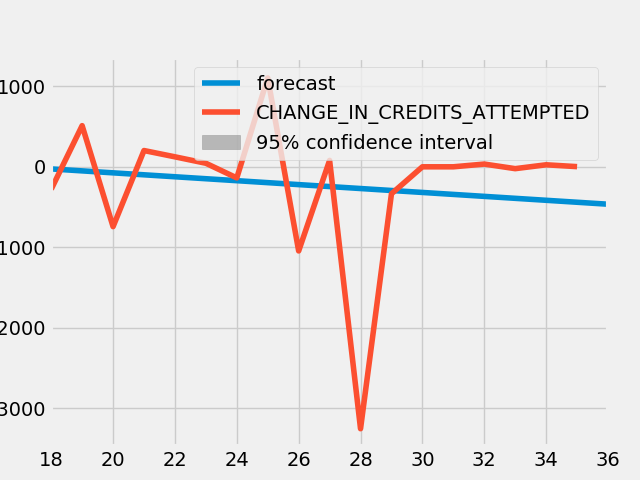 forecast
CHANGE_IN_CREDITS_ATTEMPTED
95% confidence interval
1000
0
1000
2000
3000
18 20 22 24 26 28 30 32 34 36